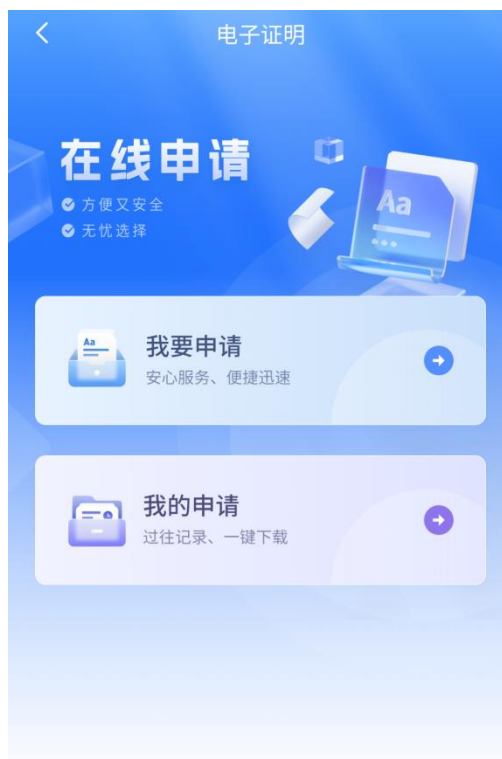 电子证明
在线申请
方便又安全
无忧选择
Aa
Aa
我要申请
安心服务、便捷迅速
我的申请
过往记录、一键下载